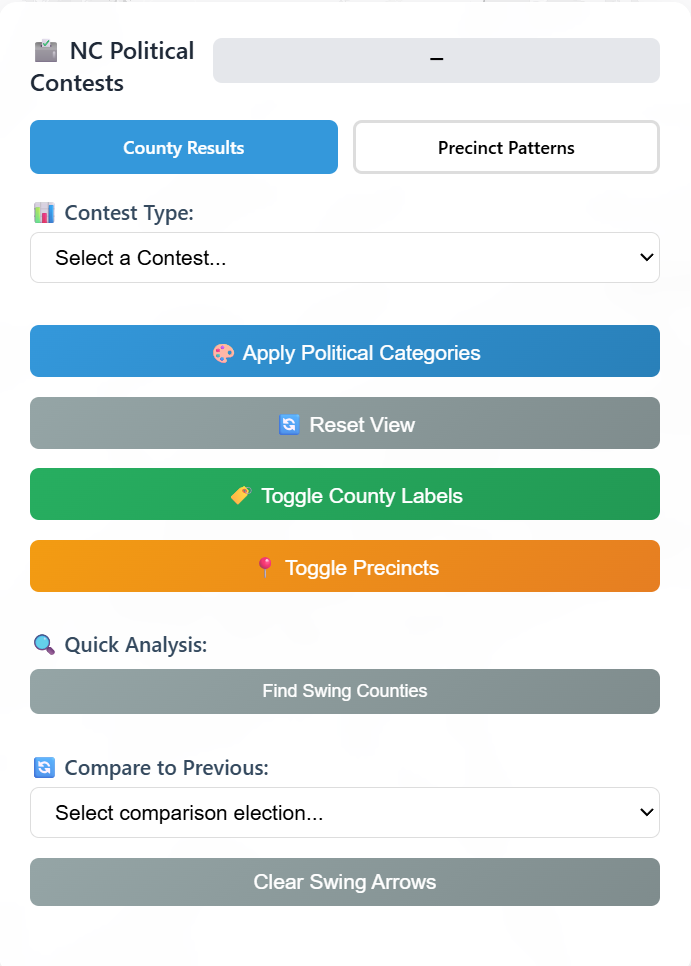 NC Political
Contests
–
County Results
Precinct Patterns
Contest Type:
Select a Contest...
Apply Political Categories
Reset View
Toggle County Labels
Toggle Precincts
Quick Analysis:
Find Swing Counties
Compare to Previous:
Select comparison election...
Clear Swing Arrows